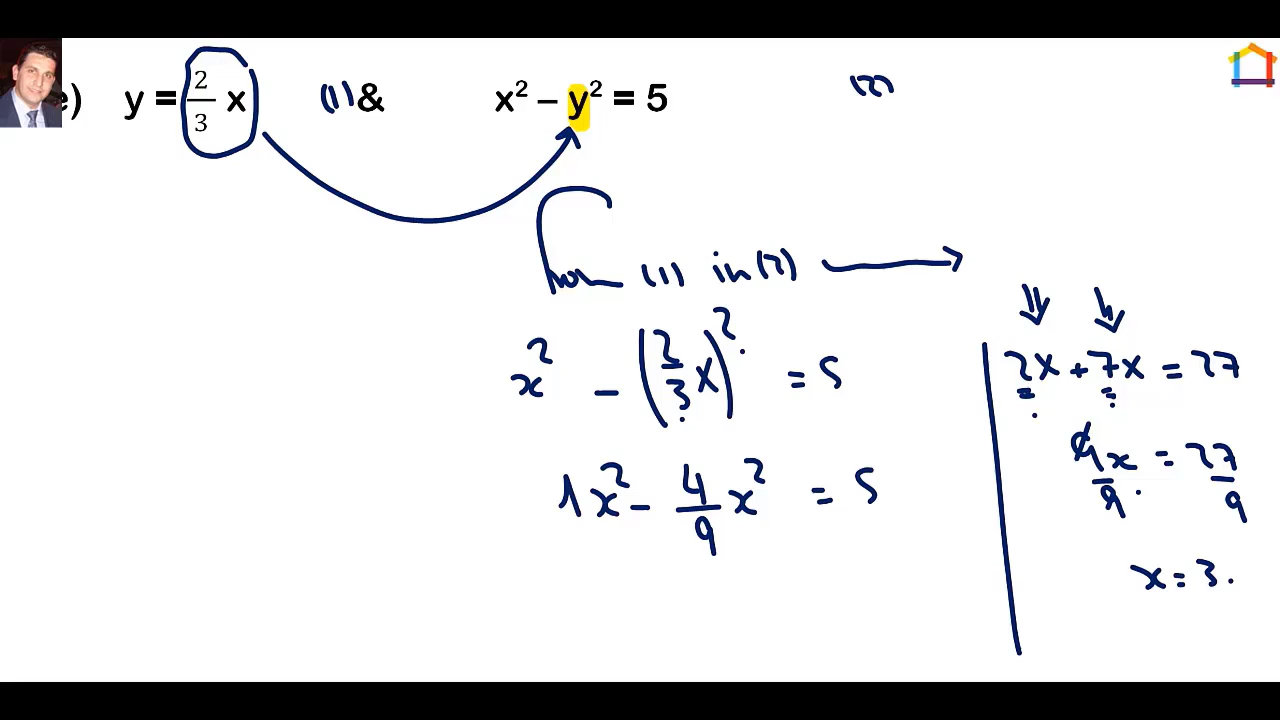 e) y = 2/3 x (1) & x² – y² = 5 (2)
from (1) in (2)
x² - (2/3 x)² = 5
1x² - 4/9 x² = 5
2x + 7x = 27
9x/9 = 27/9
x = 3.